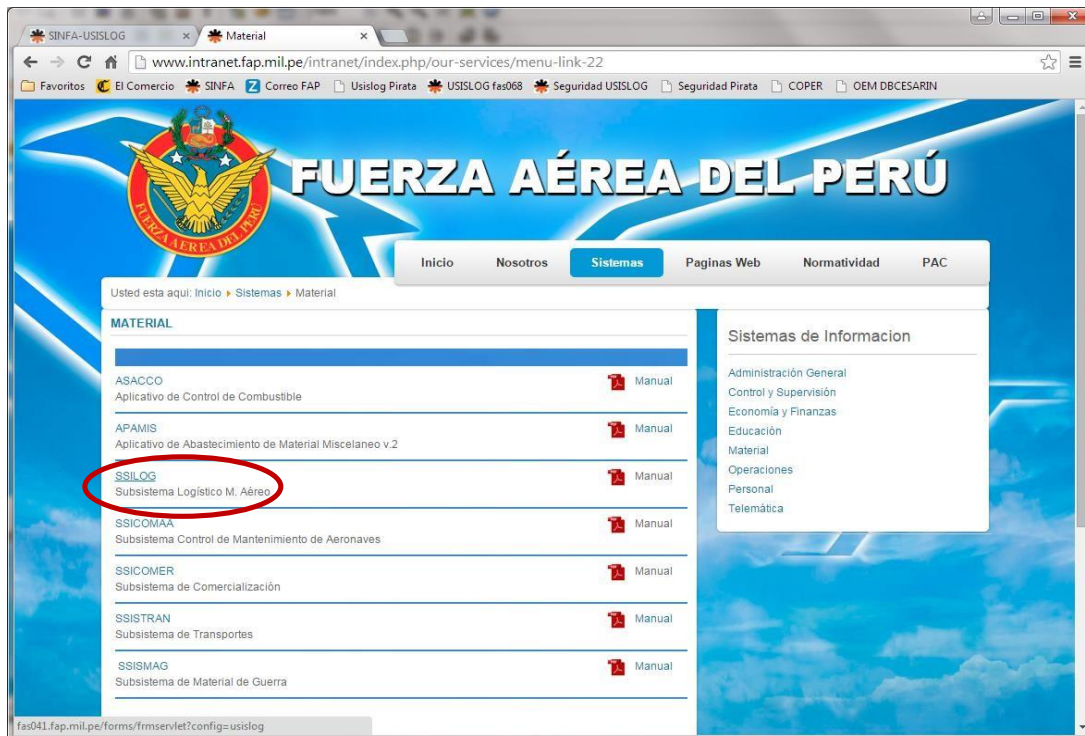 SINFA-USISLOG
Material
www.intranet.fap.mil.pe/intranet/index.php/our-services/menu-link-22
Favoritos El Comercio SINFA Correo FAP Usislog Pirata USISLOG fas068 Seguridad USISLOG Seguridad Pirata COPER OEM DBCESARIN
FUERZA AÉREA DEL PERÚ
FUERZA AEREA DEL PERÚ
Inicio Nosotros Sistemas Paginas Web Normatividad PAC
Usted esta aqui: Inicio Sistemas Material
MATERIAL
ASACCO
Manual
Aplicativo de Control de Combustible
APAMIS
Manual
Aplicativo de Abastecimiento de Material Miscelaneo v.2
SSILOG
Manual
Subsistema Logístico M. Aéreo
SSICOMAA
Manual
Subsistema Control de Mantenimiento de Aeronaves
SSICOMER
Manual
Subsistema de Comercialización
SSISTRAN
Manual
Subsistema de Transportes
SSISMAG
Manual
Subsistema de Material de Guerra
Sistemas de Informacion
Administración General
Control y Supervisión
Economía y Finanzas
Educación
Material
Operaciones
Personal
Telemática
fas041.fap.mil.pe/forms/frmservlet?config=usislog